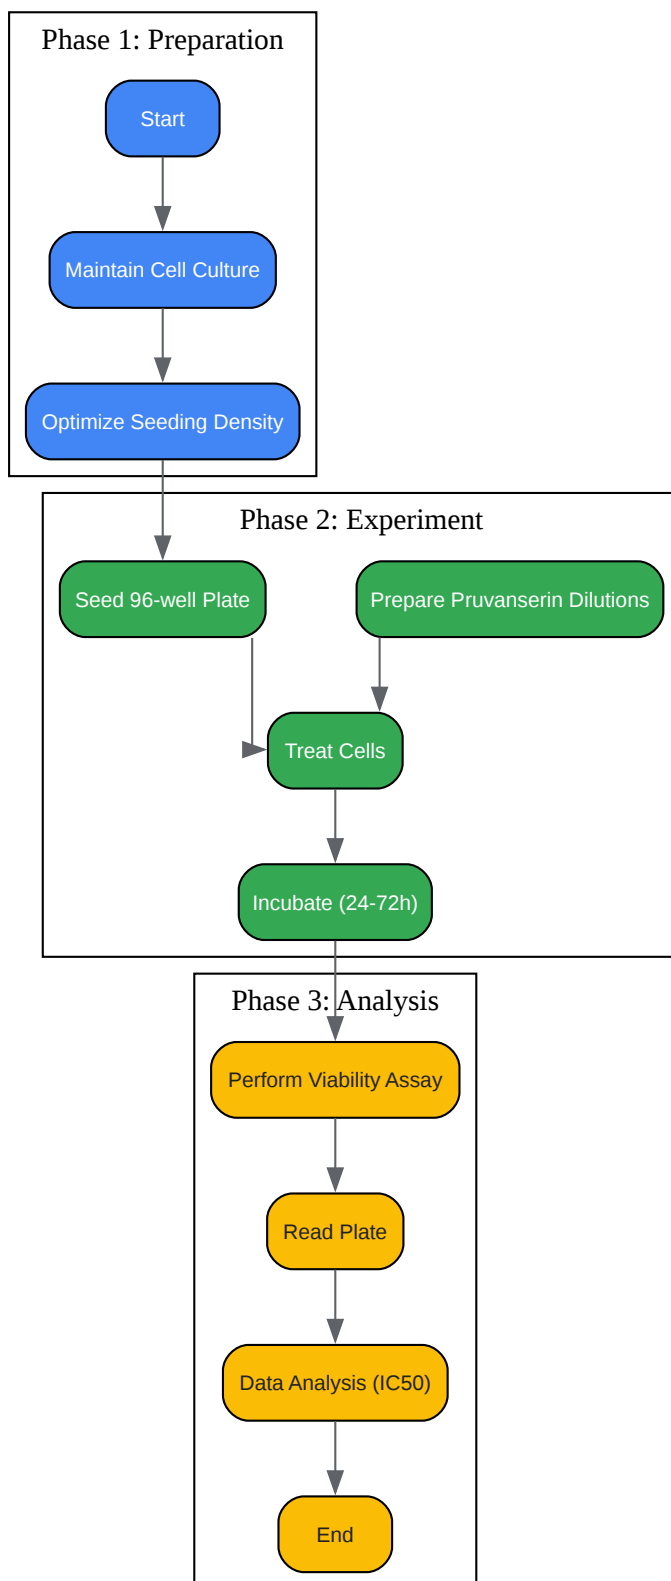 Phase 1: Preparation
Start
Maintain Cell Culture
Optimize Seeding Density
Phase 2: Experiment
Seed 96-well Plate
Prepare Pruvanserin Dilutions
Treat Cells
Incubate (24-72h)
Phase 3: Analysis
Perform Viability Assay
Read Plate
Data Analysis (IC50)
End